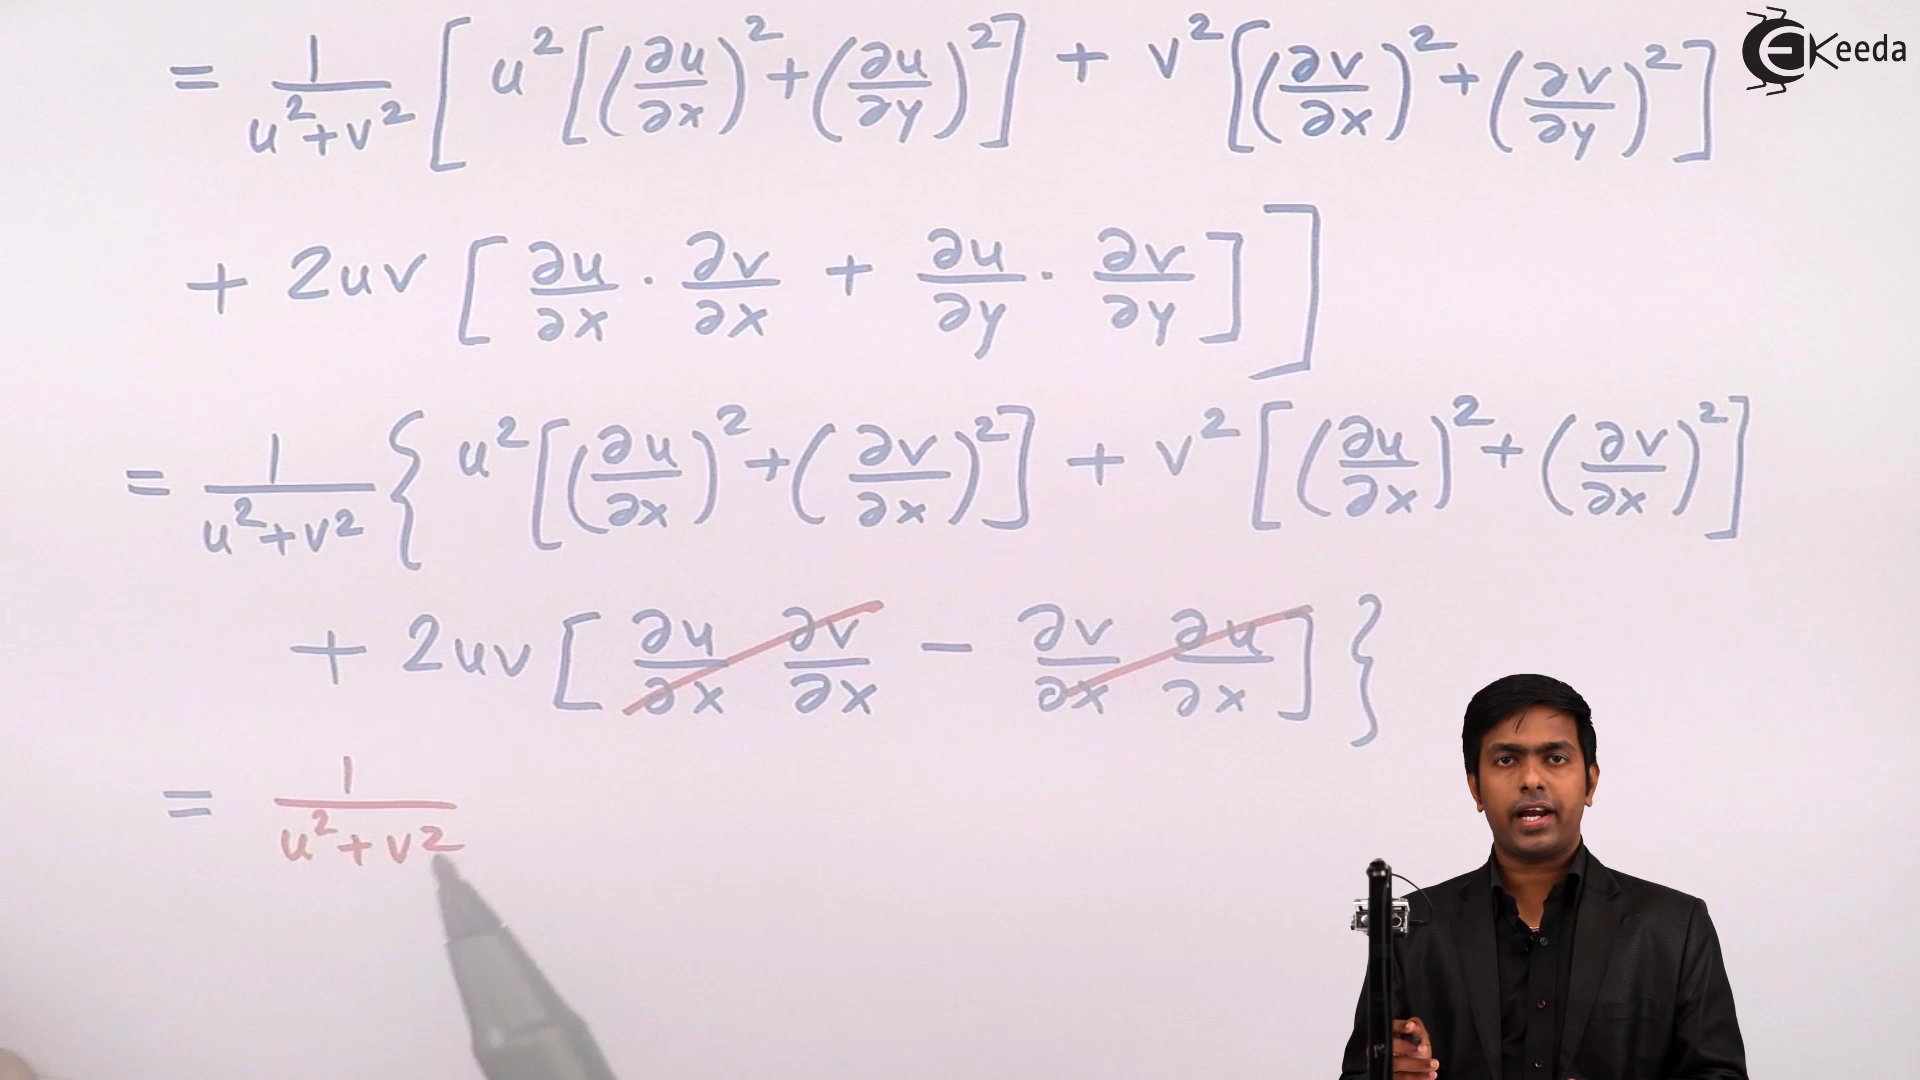 = 1/(u²+v²) [ u² [(∂u/∂x)² + (∂u/∂y)²] + v² [(∂v/∂x)² + (∂v/∂y)²]
+ 2uv [ ∂u/∂x · ∂v/∂x + ∂u/∂y · ∂v/∂y ] ]
= 1/(u²+v²) { u² [(∂u/∂x)² + (∂v/∂x)²] + v² [(∂u/∂x)² + (∂v/∂x)²]
+ 2uv [ ∂u/∂x ∂v/∂x − ∂v/∂x ∂u/∂x ] }
= 1/(u²+v²)
eKeeda